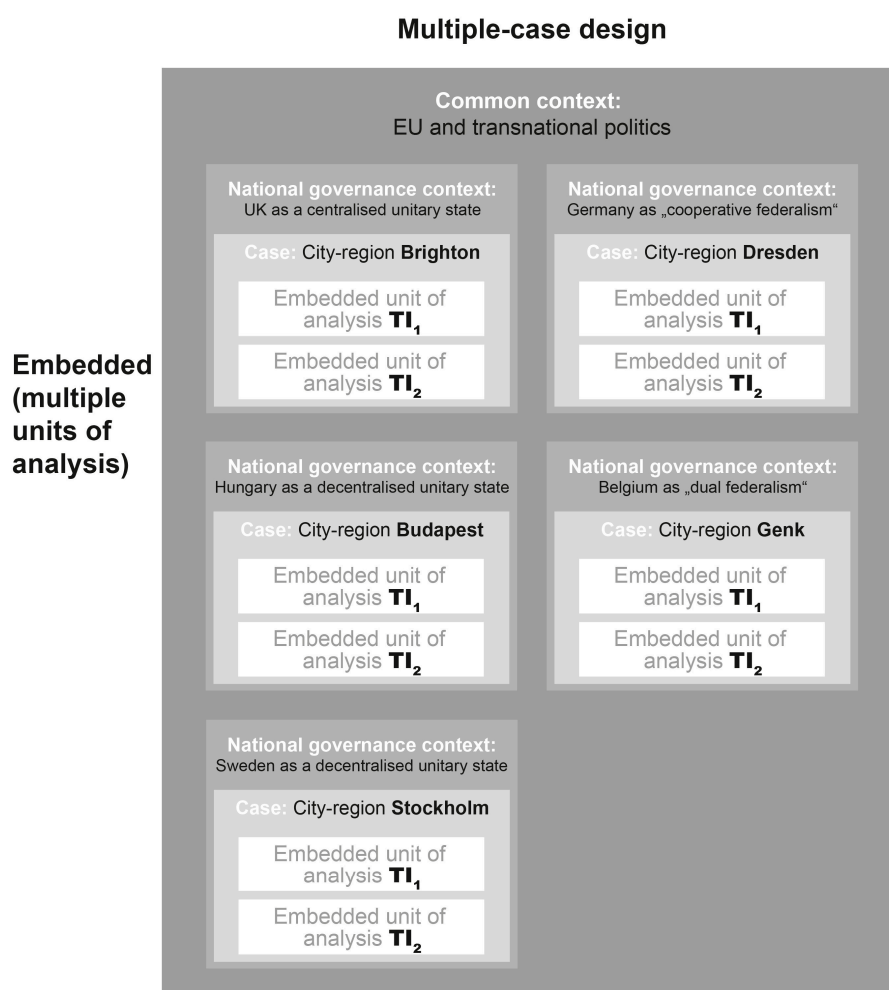 Multiple-case design
Common context:
EU and transnational politics
Embedded
(multiple
units of
analysis)
National governance context:
UK as a centralised unitary state
Case: City-region Brighton
Embedded unit of
analysis TI₁
Embedded unit of
analysis TI₂
National governance context:
Germany as „cooperative federalism“
Case: City-region Dresden
Embedded unit of
analysis TI₁
Embedded unit of
analysis TI₂
National governance context:
Hungary as a decentralised unitary state
Case: City-region Budapest
Embedded unit of
analysis TI₁
Embedded unit of
analysis TI₂
National governance context:
Belgium as „dual federalism“
Case: City-region Genk
Embedded unit of
analysis TI₁
Embedded unit of
analysis TI₂
National governance context:
Sweden as a decentralised unitary state
Case: City-region Stockholm
Embedded unit of
analysis TI₁
Embedded unit of
analysis TI₂